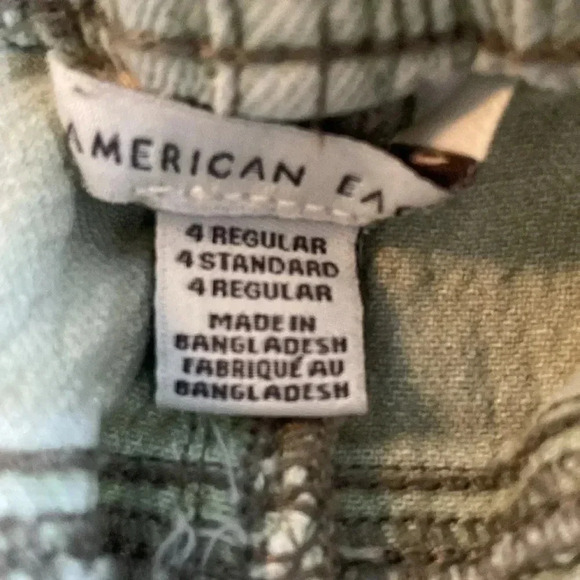 AMERICAN EA
4 REGULAR
4 STANDARD
4 REGULAR
MADE IN
BANGLADESH
FABRIQUÉ AU
BANGLADESH